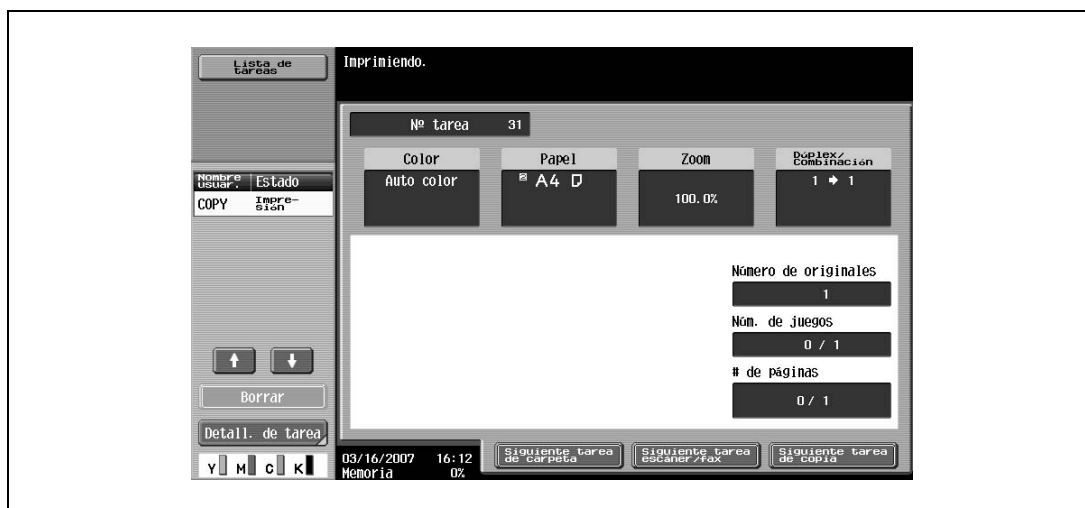 Lista de
tareas
Imprimiendo.
Nº tarea 31
Color
Auto color
Papel
2 A4
Zoom
100.0%
Dúplex/
Combinación
1 → 1
Nombre
usuar.
Estado
COPY
Impre-
sión
Número de originales
1
Núm. de juegos
0 / 1
# de páginas
0 / 1
Borrar
Detall. de tarea
Y M C K
03/16/2007 16:12
Memoria 0%
Siguiente tarea
de carpeta
Siguiente tarea
escáner/fax
Siguiente tarea
de copia